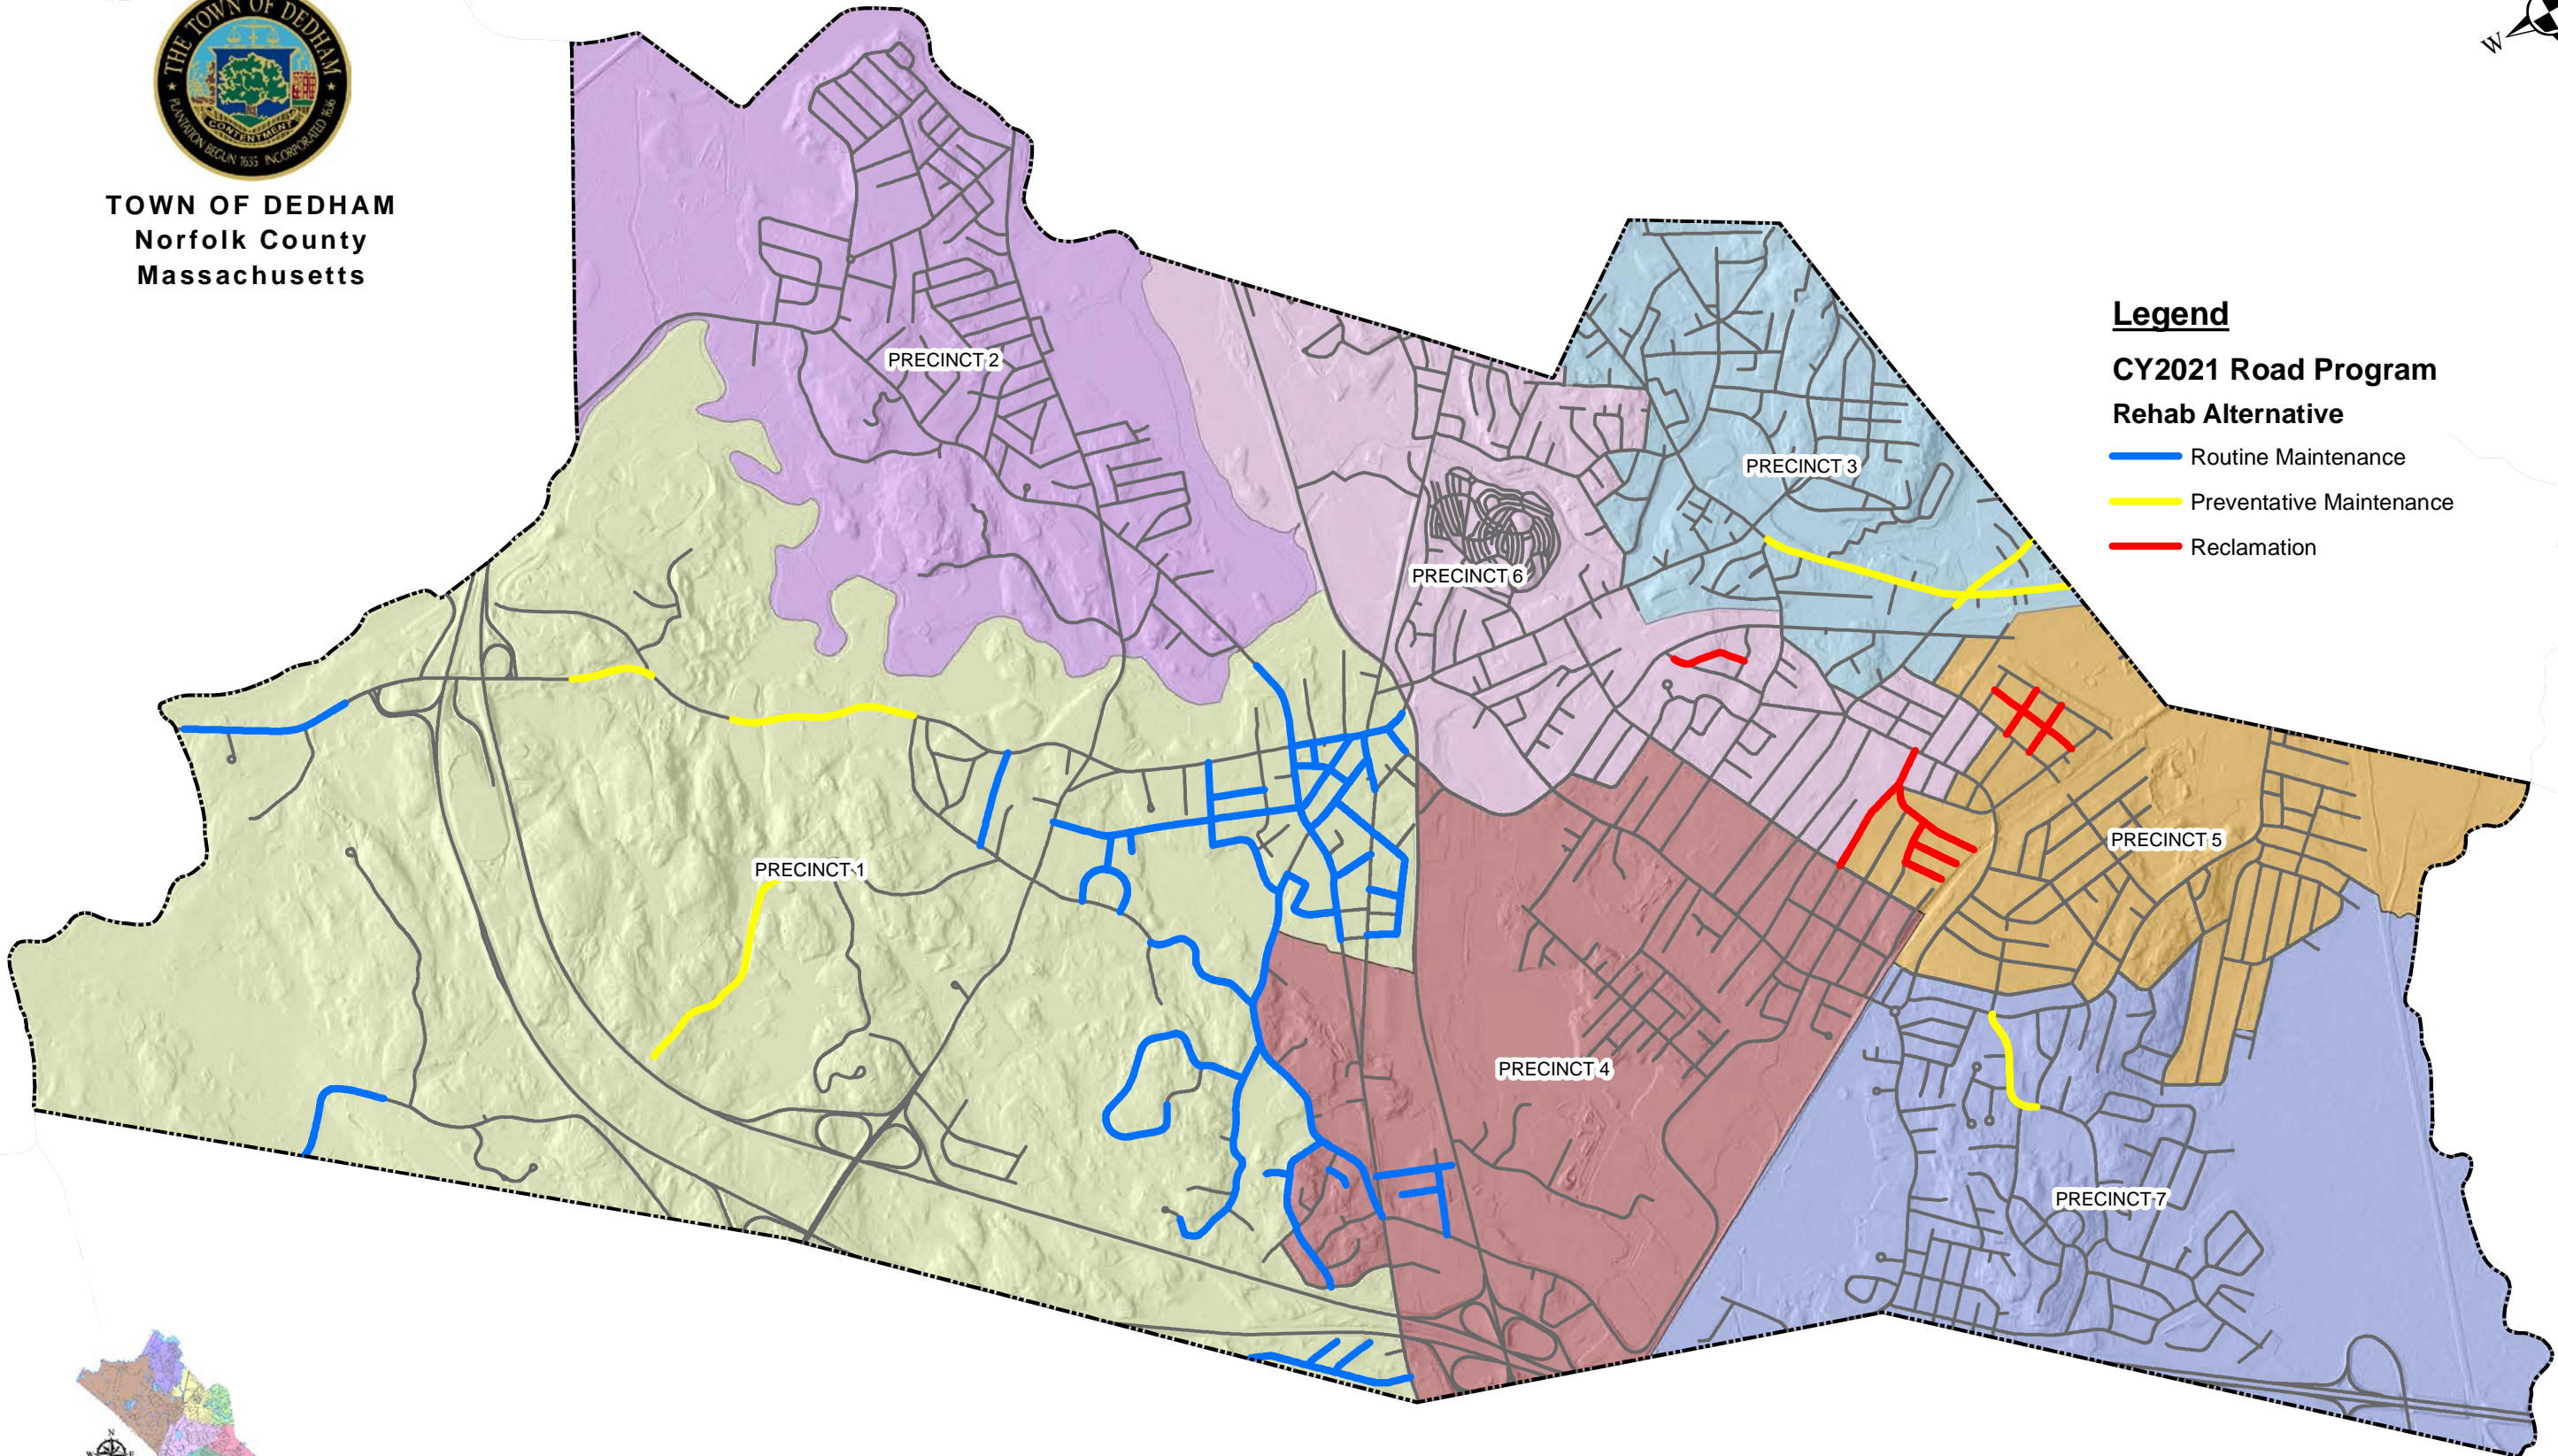 THE TOWN OF DEDHAM
CONTENTMENT
PLANTATION BEGUN 1635 INCORPORATED 1636
TOWN OF DEDHAM
Norfolk County
Massachusetts
W
Legend
CY2021 Road Program
Rehab Alternative
Routine Maintenance
Preventative Maintenance
Reclamation
PRECINCT 2
PRECINCT 3
PRECINCT 6
PRECINCT 5
PRECINCT 1
PRECINCT 4
PRECINCT 7
N
W
E